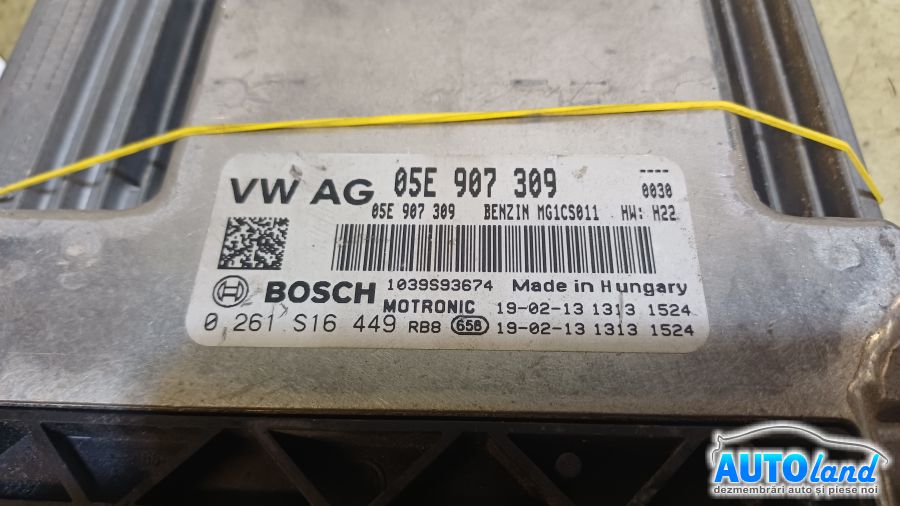 VW AG 05E 907 309 ----
0030
05E 907 309 BENZIN MG1CS011 HW: H22
BOSCH 1039S93674 Made in Hungary
MOTRONIC 19-02-13 1313 1524
0 261 S16 449 RB8 658 19-02-13 1313 1524
AUTOland
dezmembrări auto și piese noi